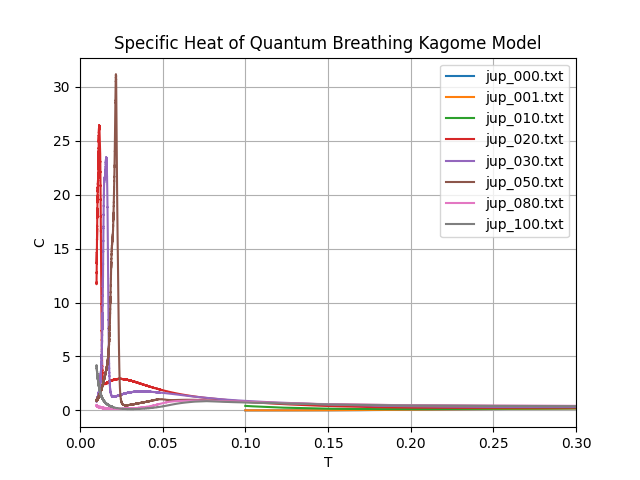 Specific Heat of Quantum Breathing Kagome Model
C
30
25
20
15
10
5
0
jup_000.txt
jup_001.txt
jup_010.txt
jup_020.txt
jup_030.txt
jup_050.txt
jup_080.txt
jup_100.txt
0.00 0.05 0.10 0.15 0.20 0.25 0.30
T